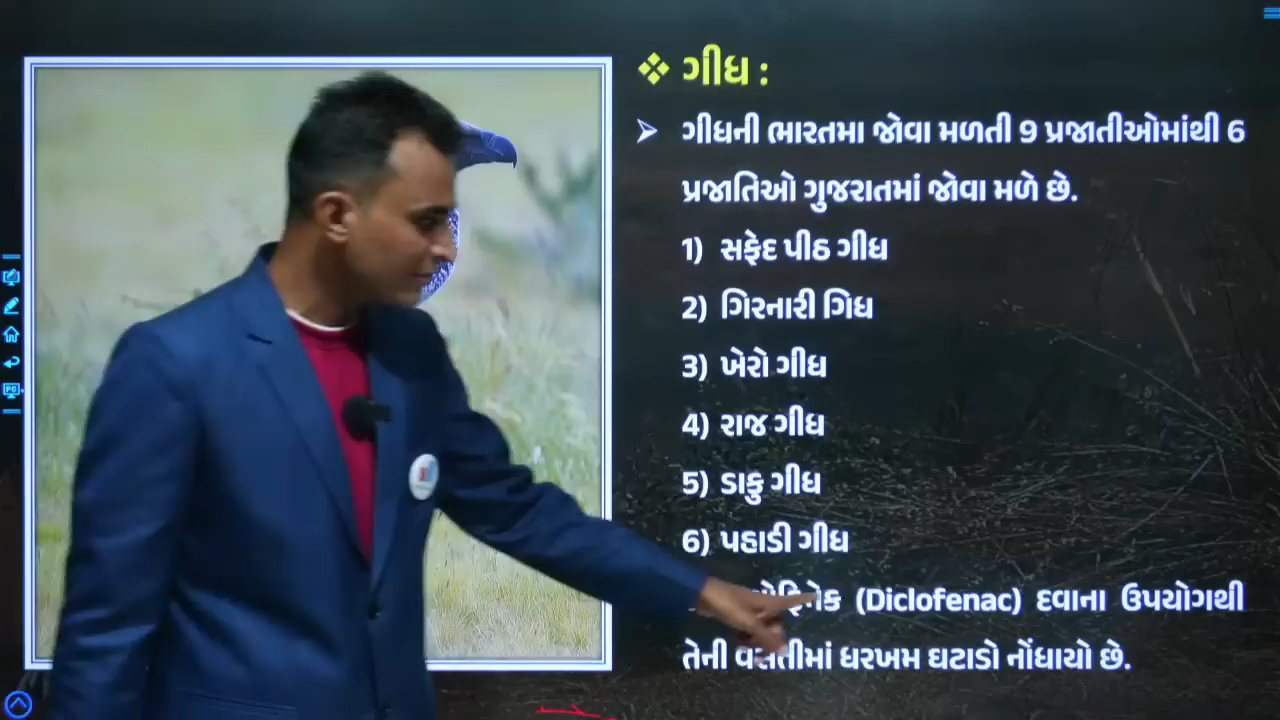 ❖ ગીધ :
➢ ગીધની ભારતમા જોવા મળતી 9 પ્રજાતીઓમાંથી 6
પ્રજાતિઓ ગુજરાતમાં જોવા મળે છે.
1) સફેદ પીઠ ગીધ
2) ગિરનારી ગિધ
3) ખેરો ગીધ
4) રાજ ગીધ
5) ડાકુ ગીધ
6) પહાડી ગીધ
(Diclofenac) દવાના ઉપયોગથી
તેની વસતીમાં ધરખમ ઘટાડો નોંધાયો છે.